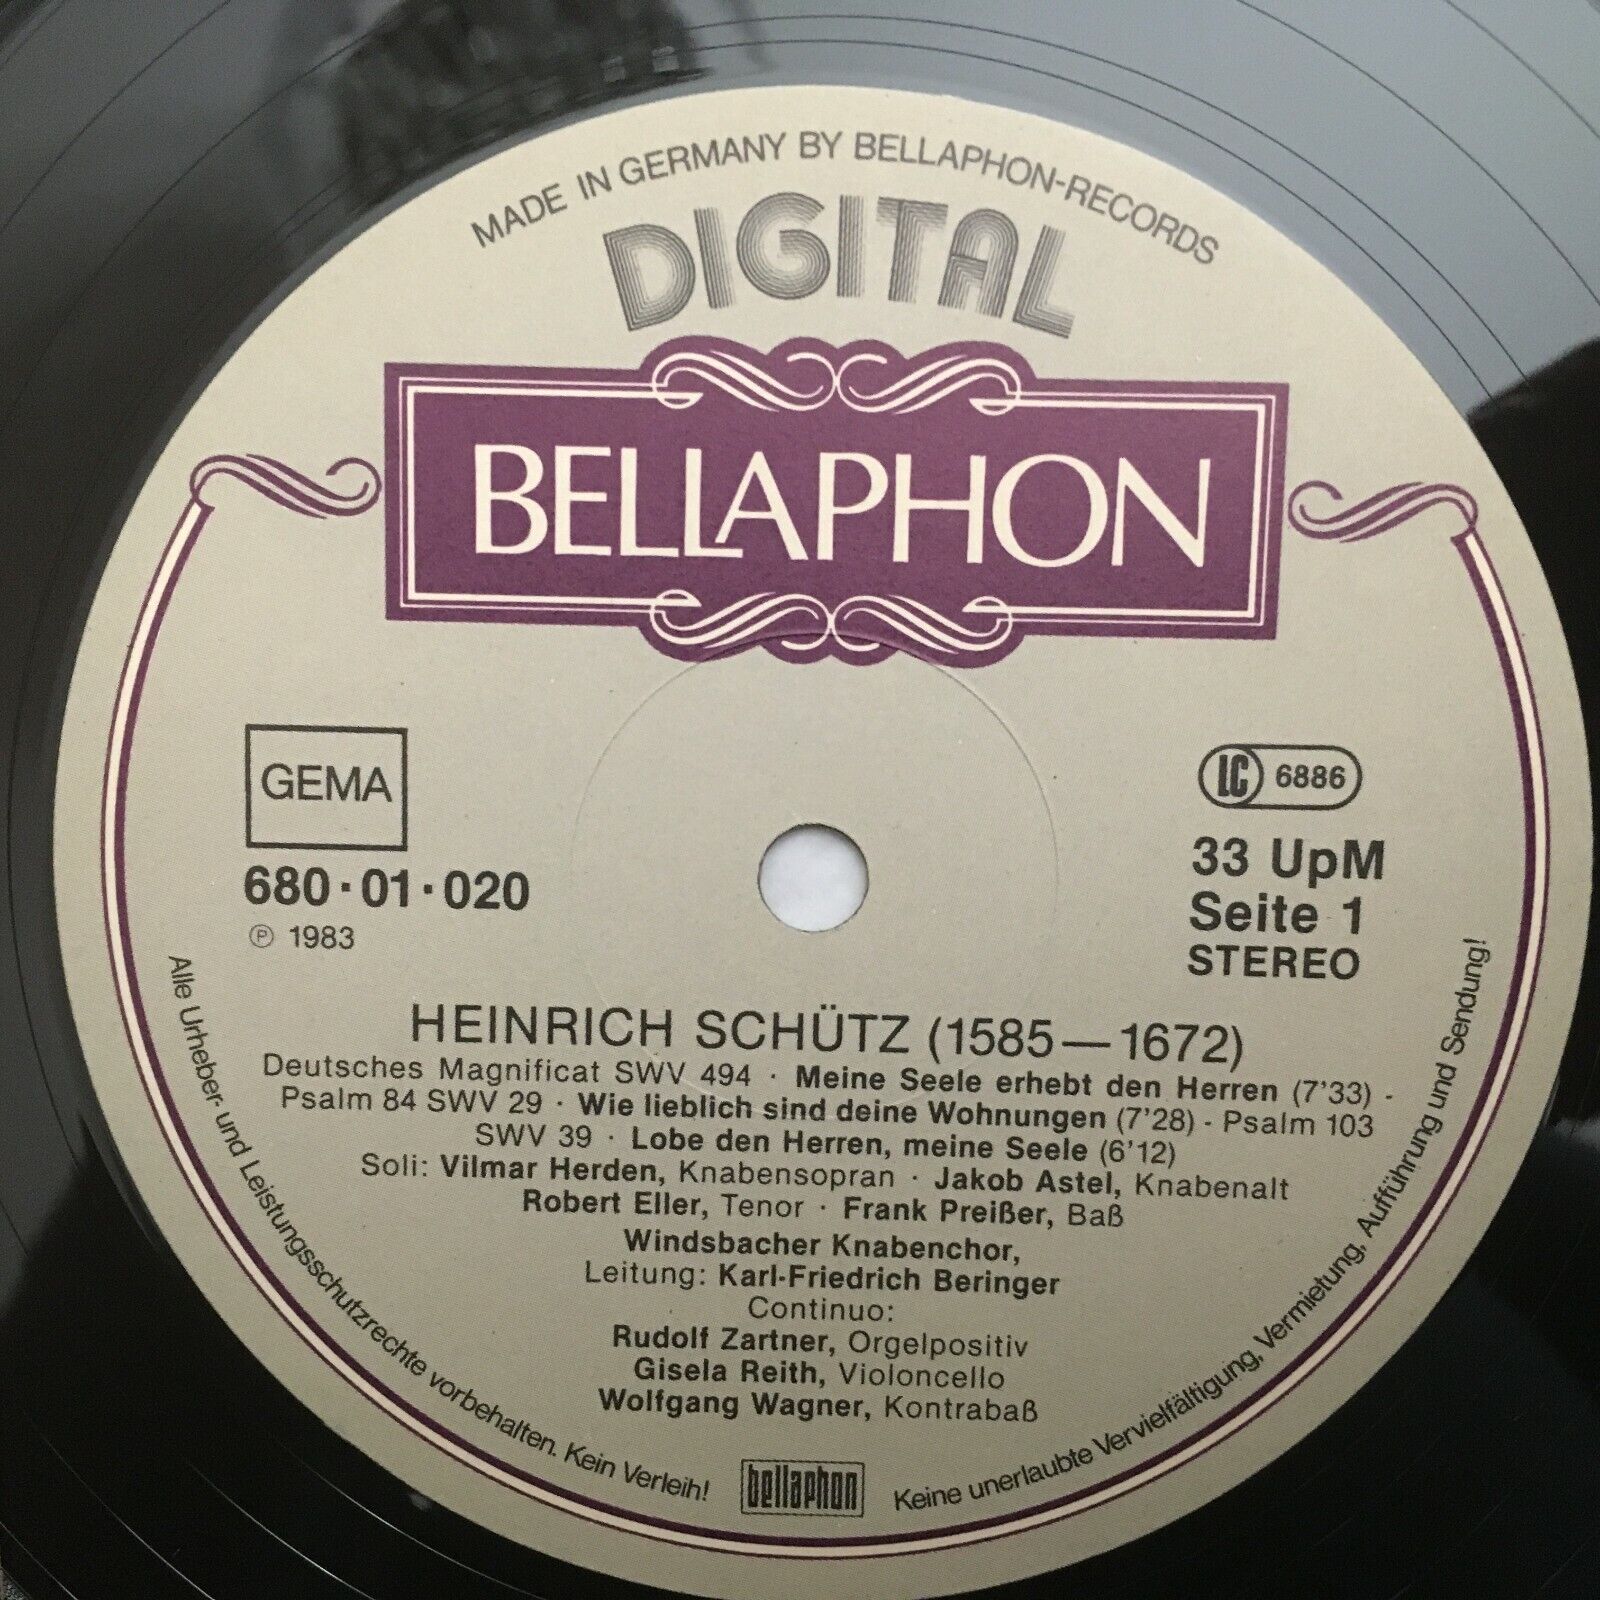 MADE IN GERMANY BY BELLAPHON-RECORDS
DIGITAL
BELLAPHON
GEMA
680·01·020
℗ 1983
LC 6886
33 UpM
Seite 1
STEREO
HEINRICH SCHÜTZ (1585—1672)
Deutsches Magnificat SWV 494 · Meine Seele erhebt den Herren (7'33) -
Psalm 84 SWV 29 · Wie lieblich sind deine Wohnungen (7'28) - Psalm 103
SWV 39 · Lobe den Herren, meine Seele (6'12)
Soli: Vilmar Herden, Knabensopran · Jakob Astel, Knabenalt
Robert Eller, Tenor · Frank Preißer, Baß
Windsbacher Knabenchor,
Leitung: Karl-Friedrich Beringer
Continuo:
Rudolf Zartner, Orgelpositiv
Gisela Reith, Violoncello
Wolfgang Wagner, Kontrabaß
Alle Urheber- und Leistungsschutzrechte vorbehalten. Kein Verleih!
bellaphon
Keine unerlaubte Vervielfältigung, Vermietung, Aufführung und Sendung!